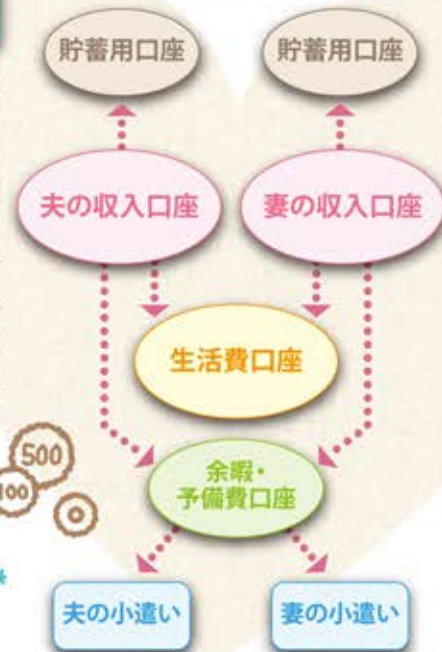 貯蓄用口座
貯蓄用口座
夫の収入口座
妻の収入口座
生活費口座
余暇・
予備費口座
500
100
夫の小遣い
妻の小遣い